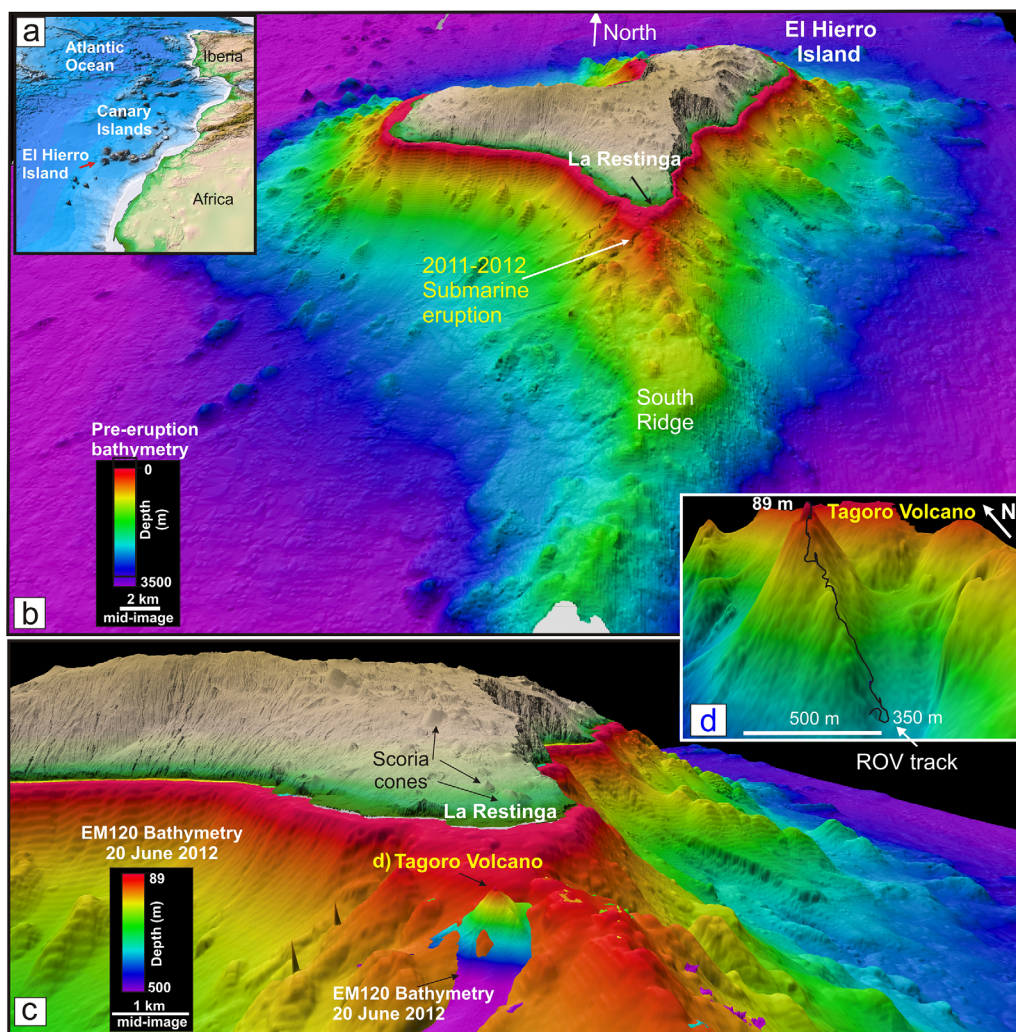 a
Atlantic
Ocean
Iberia
Canary
Islands
El Hierro
Island
Africa
North
El Hierro
Island
La Restinga
2011-2012
Submarine
eruption
South
Ridge
Pre-eruption
bathymetry
0
Depth
(m)
3500
2 km
mid-image
b
89 m
Tagoro Volcano
N
500 m
350 m
d
ROV track
Scoria
cones
La Restinga
EM120 Bathymetry
20 June 2012
d) Tagoro Volcano
89
Depth (m)
500
1 km
mid-image
EM120 Bathymetry
20 June 2012
c